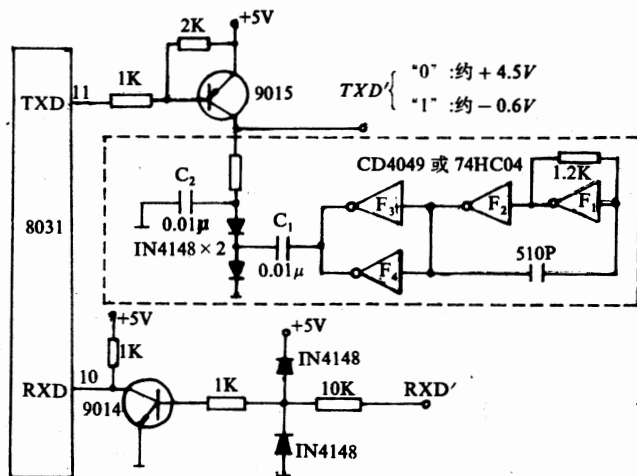 +5V
2K
TXD
11
1K
9015
TXD′
“0” :约+4.5V
“1” :约-0.6V
CD4049 或 74HC04
C₂
0.01μ
8031
IN4148×2
C₁
0.01μ
F₃
F₄
F₂
1.2K
F₁
510P
+5V
1K
RXD
10
9014
1K
+5V
IN4148
10K
RXD′
IN4148